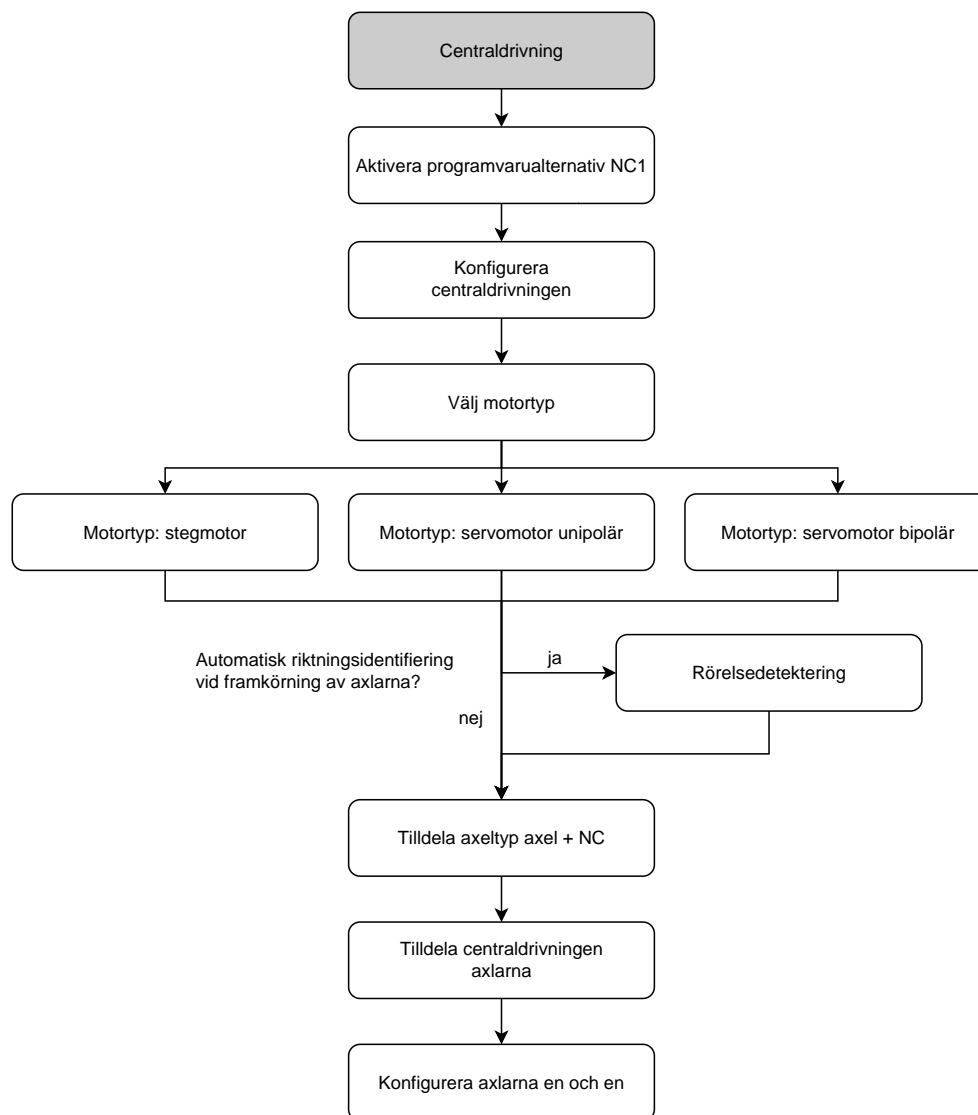 Centraldrivning
Aktivera programvarualternativ NC1
Konfigurera
centraldrivningen
Välj motortyp
Motortyp: stegmotor
Motortyp: servomotor unipolär
Motortyp: servomotor bipolär
Automatisk riktningsidentifiering
vid framkörning av axlarna?
ja
Rörelsedetektering
nej
Tilldela axeltyp axel + NC
Tilldela centraldrivningen
axlarna
Konfigurera axlarna en och en